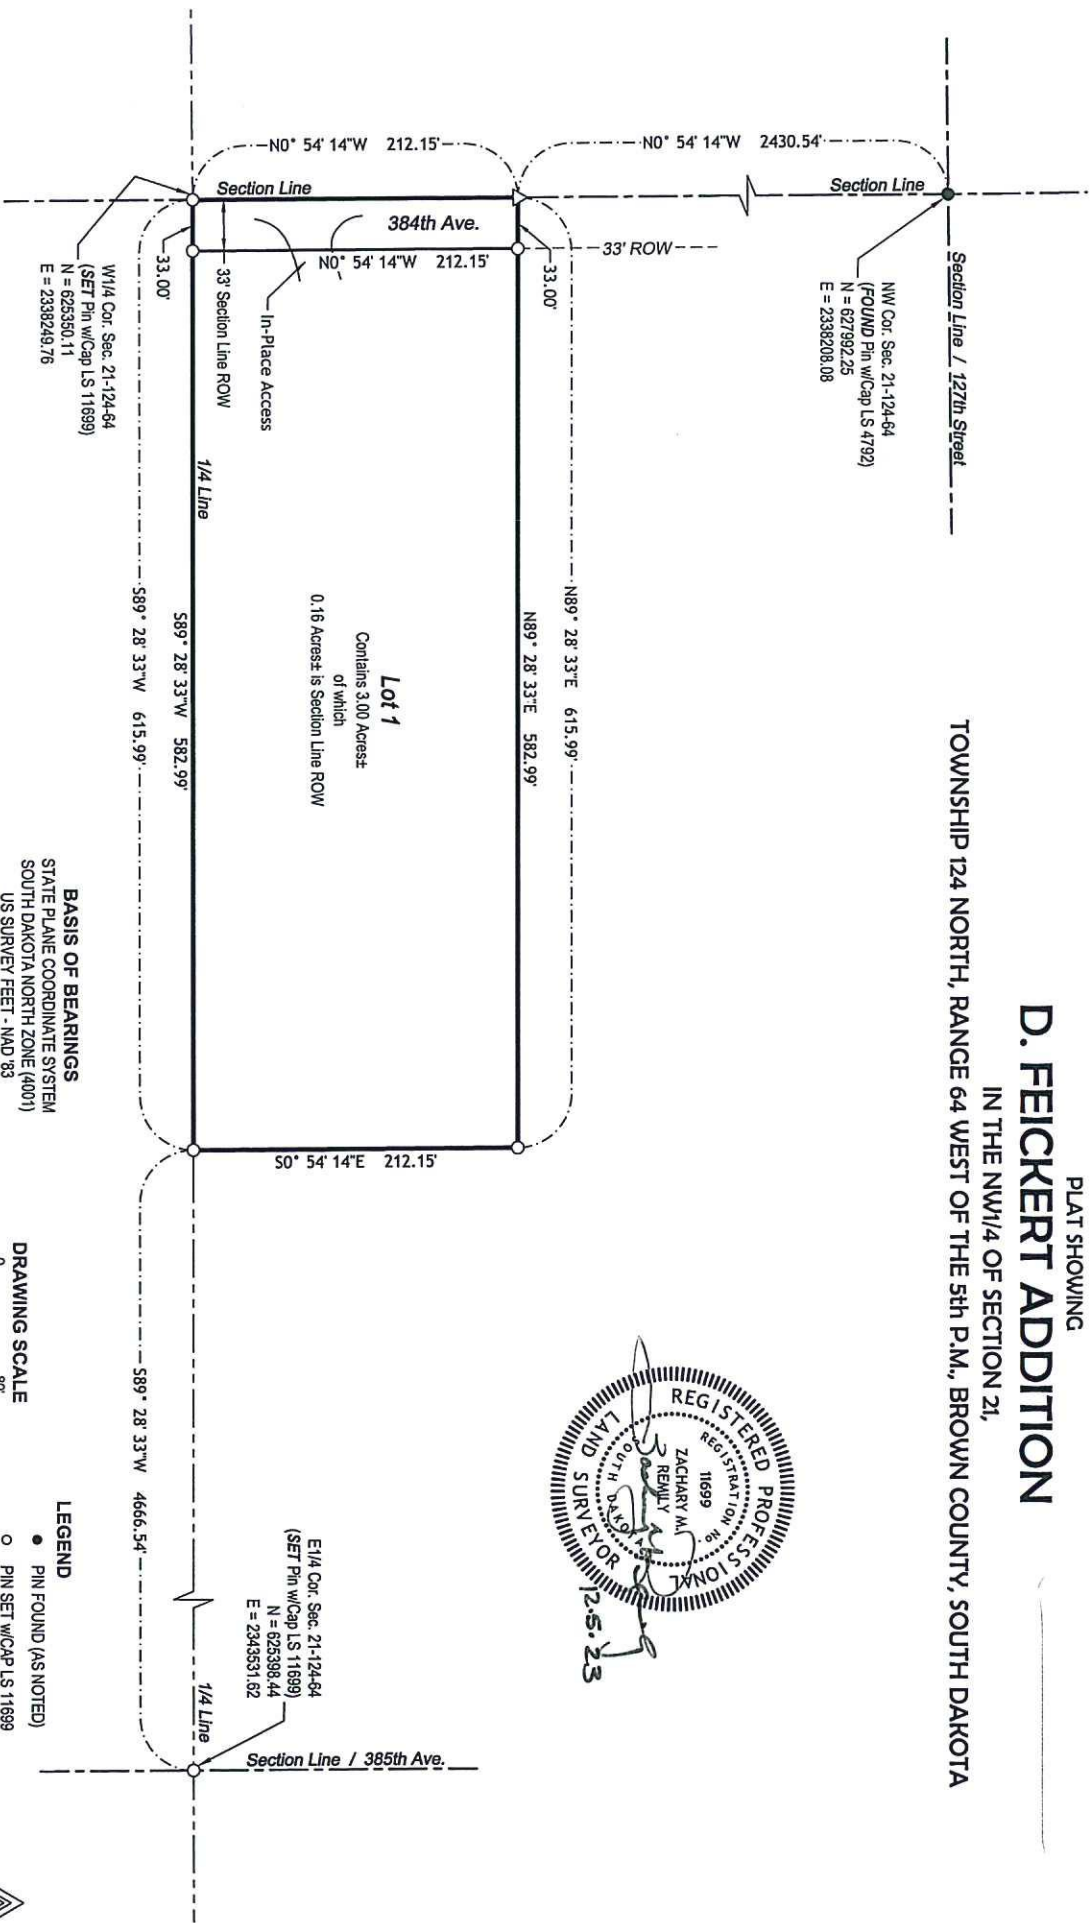 PLAT SHOWING
D. FEICKERT ADDITION
IN THE NW1/4 OF SECTION 21,
TOWNSHIP 124 NORTH, RANGE 64 WEST OF THE 5th P.M., BROWN COUNTY, SOUTH DAKOTA
Section Line / 127th Street
NW Cor. Sec. 21-124-64
(FOUND Pin w/Cap LS 4792)
N = 627992.25
E = 2338208.08
Section Line
N0° 54' 14"W 2430.54'
33' ROW
33.00'
N89° 28' 33"E 615.99'
N89° 28' 33"E 582.99'
N0° 54' 14"W 212.15'
Section Line
384th Ave.
N0° 54' 14"W 212.15'
In-Place Access
33' Section Line ROW
33.00'
Lot 1
Contains 3.00 Acres±
of which
0.16 Acres± is Section Line ROW
S0° 54' 14"E 212.15'
1/4 Line
S89° 28' 33"W 582.99'
S89° 28' 33"W 615.99'
W1/4 Cor. Sec. 21-124-64
(SET Pin w/Cap LS 11699)
N = 625350.11
E = 2338249.76
REGISTERED PROFESSIONAL
LAND SURVEYOR
REGISTRATION NO.
11699
ZACHARY M.
REMILY
SOUTH DAKOTA
12.5.23
E1/4 Cor. Sec. 21-124-64
(SET Pin w/Cap LS 11699)
N = 625398.44
E = 2343531.62
1/4 Line
Section Line / 385th Ave.
S89° 28' 33"W 4666.54'
BASIS OF BEARINGS
STATE PLANE COORDINATE SYSTEM
SOUTH DAKOTA NORTH ZONE (4001)
US SURVEY FEET - NAD '83
DRAWING SCALE
LEGEND
PIN FOUND (AS NOTED)
PIN SET w/CAP LS 11699